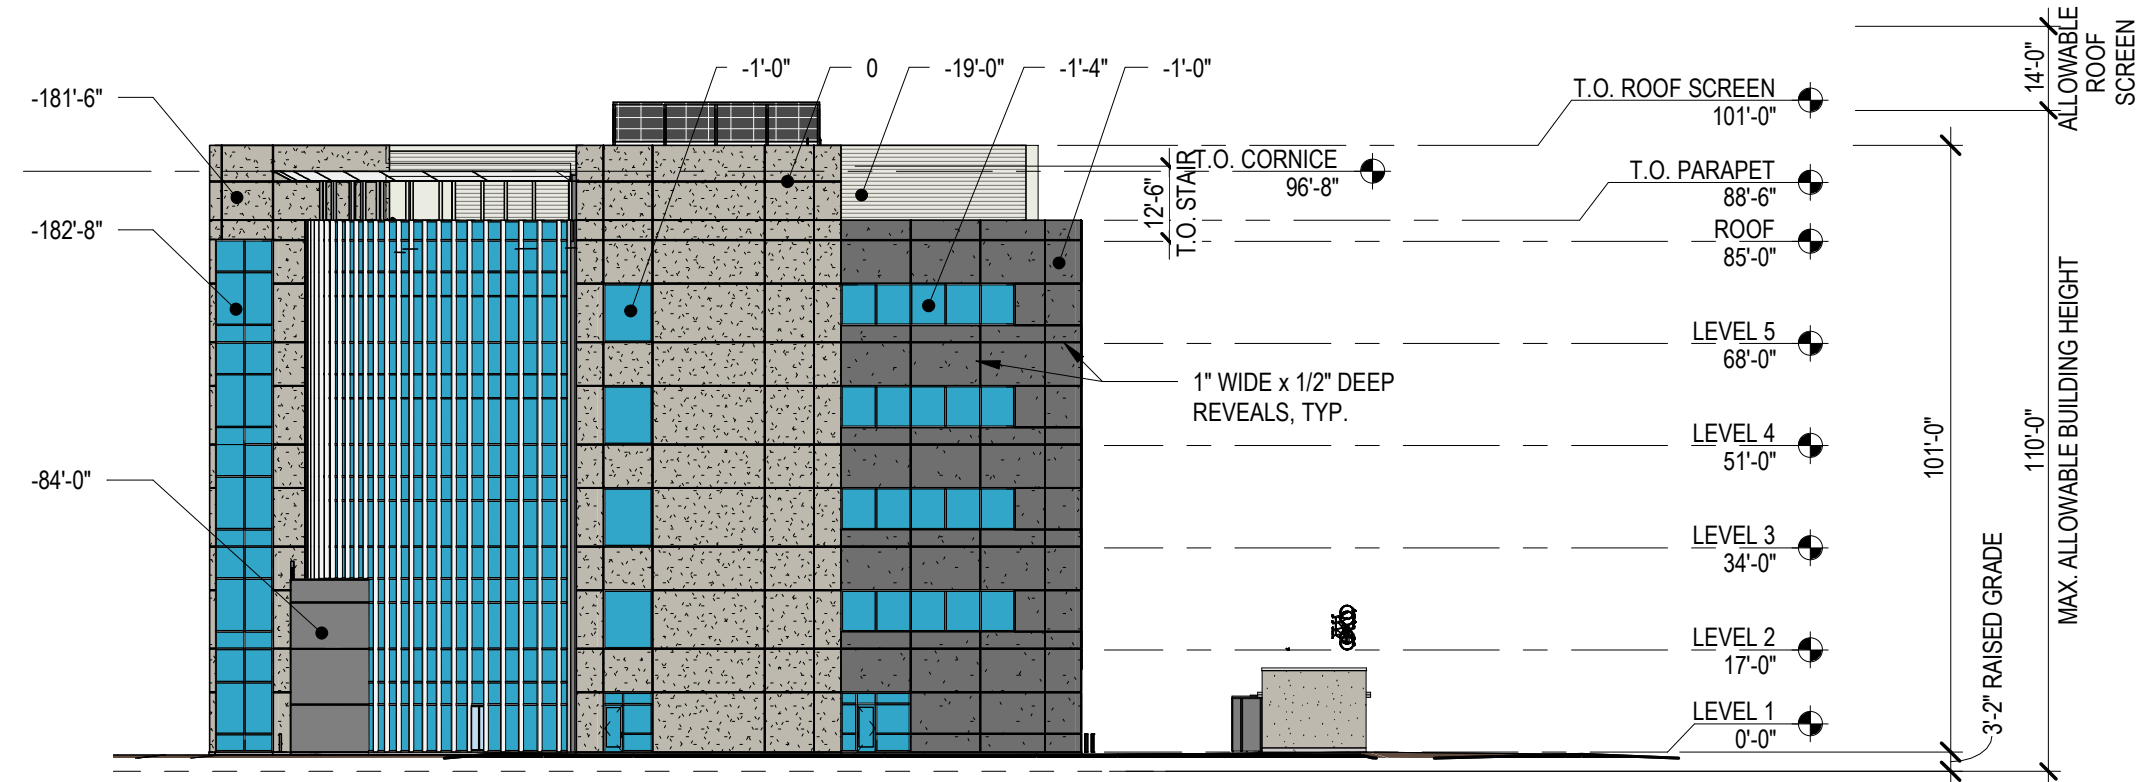 -1'-0"
0
-19'-0"
-1'-4"
-1'-0"
-181'-6"
-182'-8"
-84'-0"
T.O. ROOF SCREEN
101'-0"
T.O. CORNICE
96'-8"
T.O. PARAPET
88'-6"
ROOF
85'-0"
12'-6"
T.O. STAIR
LEVEL 5
68'-0"
1" WIDE x 1/2" DEEP
REVEALS, TYP.
LEVEL 4
51'-0"
LEVEL 3
34'-0"
LEVEL 2
17'-0"
LEVEL 1
0'-0"
101'-0"
3'-2" RAISED GRADE
110'-0"
MAX. ALLOWABLE BUILDING HEIGHT
14'-0"
ALLOWABLE
ROOF
SCREEN